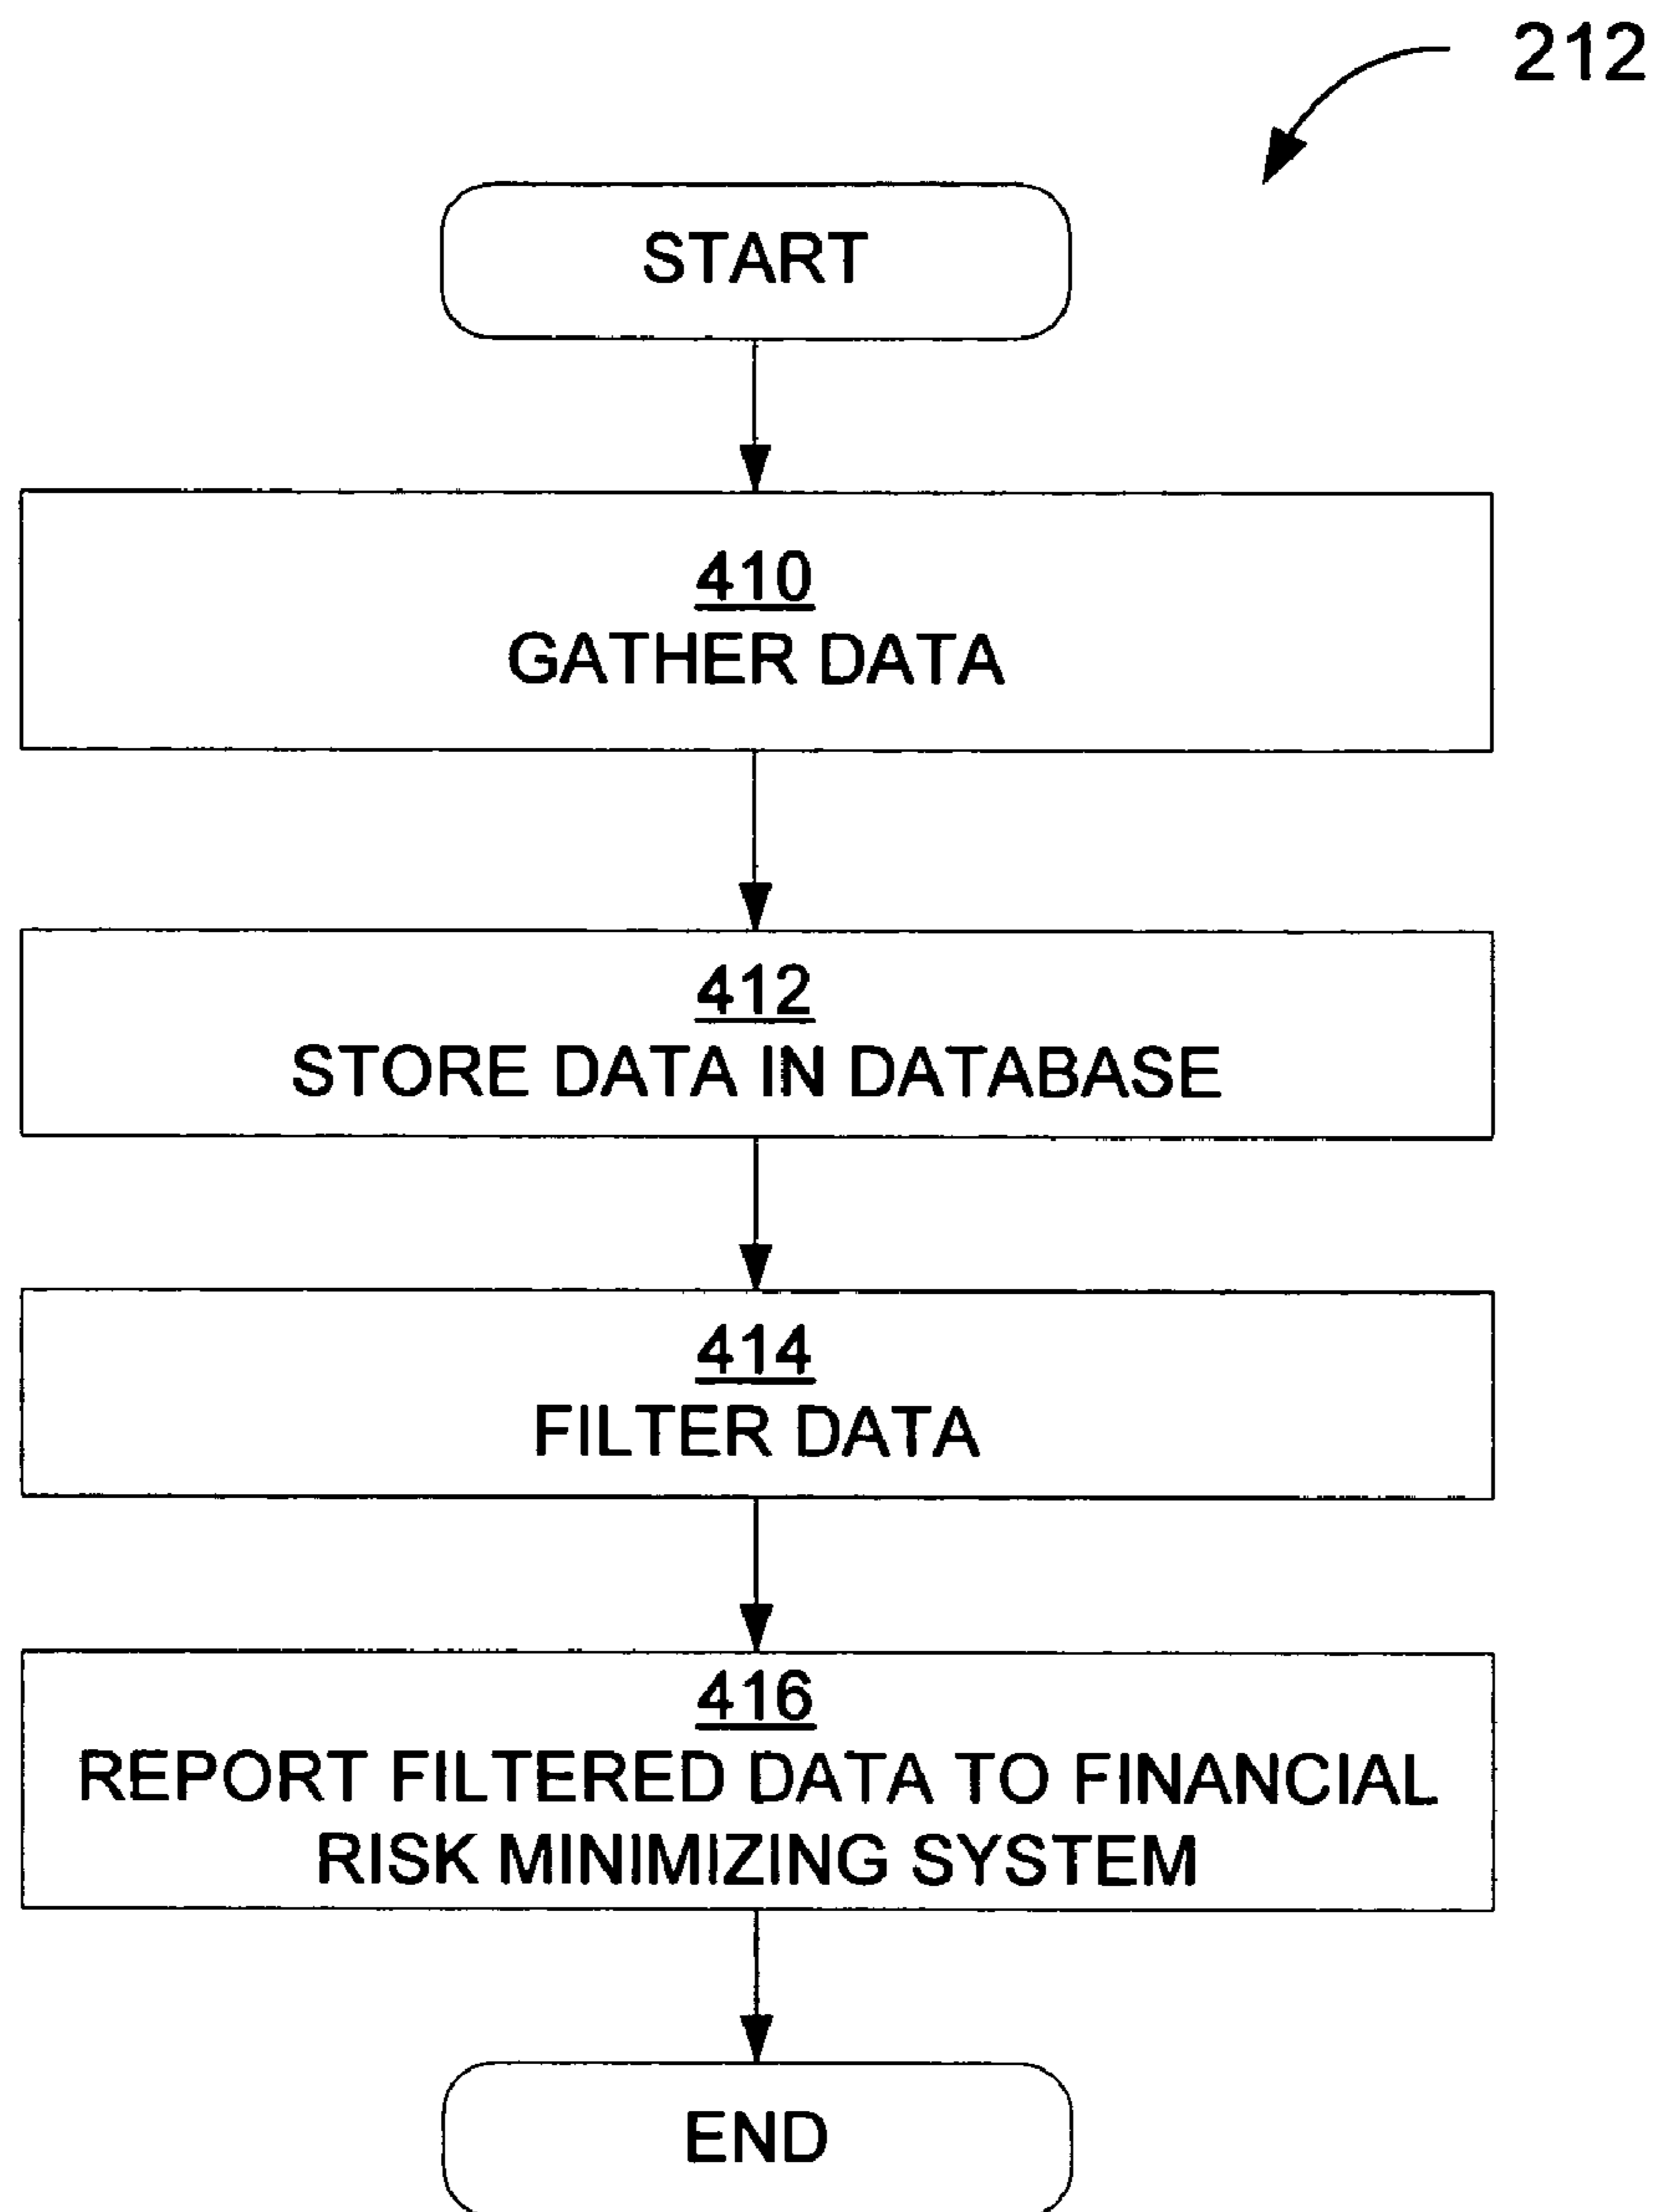 212
START
410
GATHER DATA
412
STORE DATA IN DATABASE
414
FILTER DATA
416
REPORT FILTERED DATA TO FINANCIAL
RISK MINIMIZING SYSTEM
END